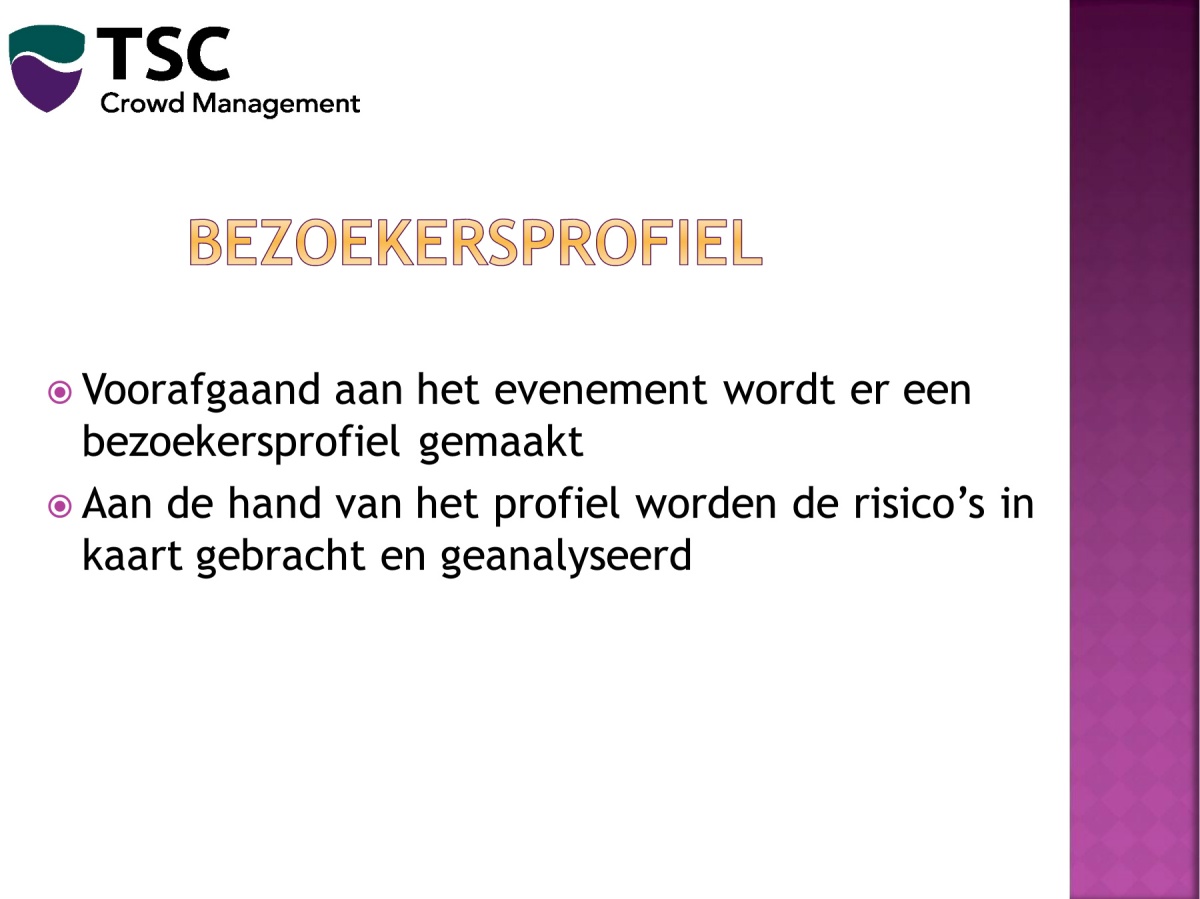 TSC
Crowd Management
BEZOEKERSPROFIEL
Voorafgaand aan het evenement wordt er een
bezoekersprofiel gemaakt
Aan de hand van het profiel worden de risico’s in
kaart gebracht en geanalyseerd